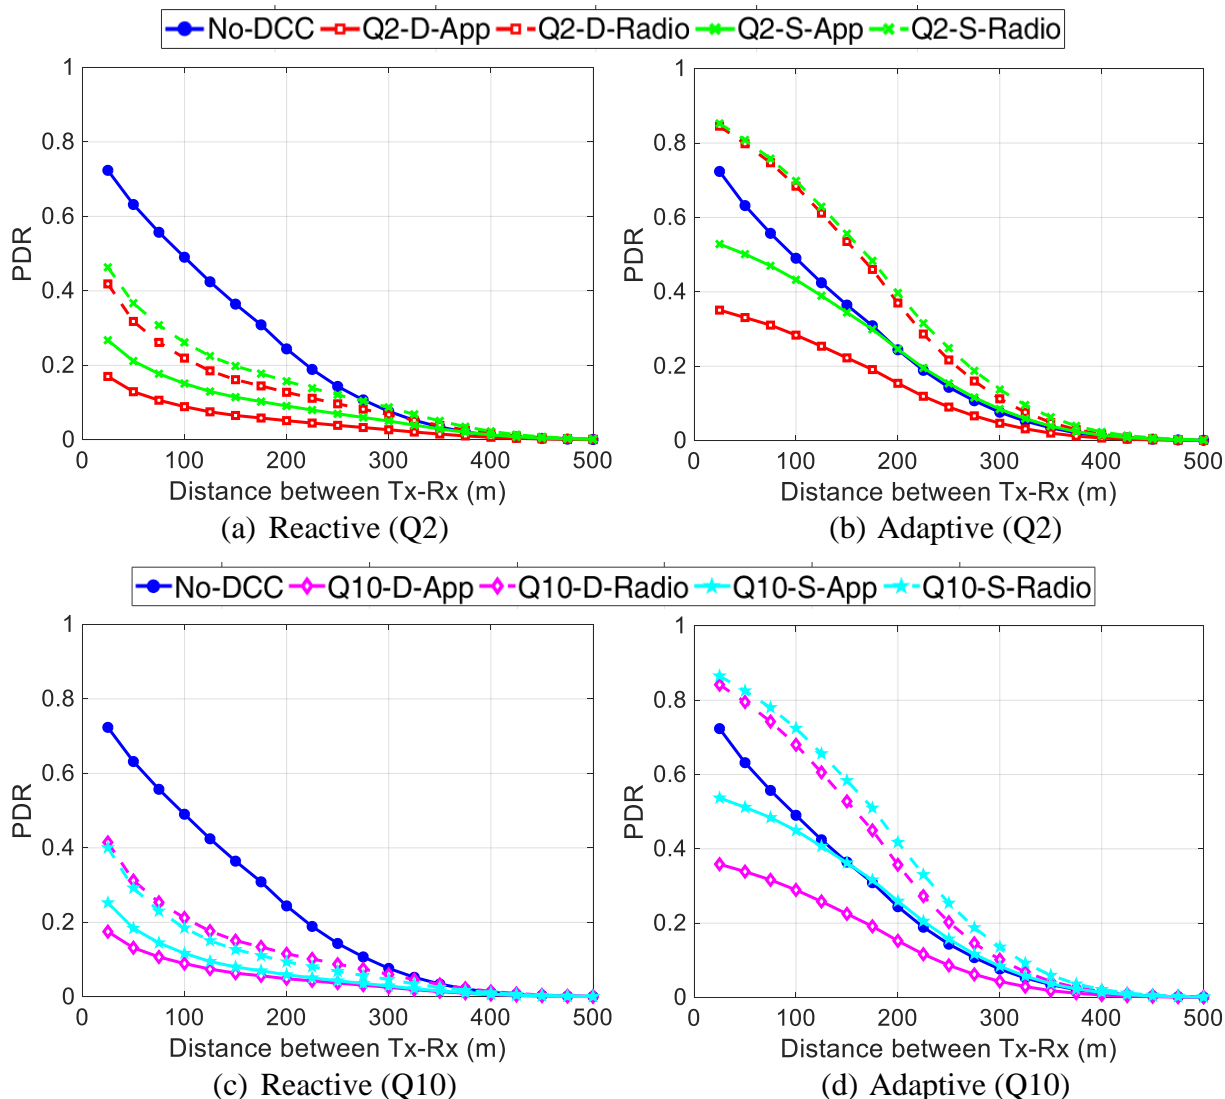 No-DCC Q2-D-App Q2-D-Radio Q2-S-App Q2-S-Radio
1
0.8
0.6
0.4
0.2
0
PDR
0 100 200 300 400 500
Distance between Tx-Rx (m)
(a) Reactive (Q2)
1
0.8
0.6
0.4
0.2
0
PDR
100 200 300 400 500
Distance between Tx-Rx (m)
(b) Adaptive (Q2)
No-DCC Q10-D-App Q10-D-Radio Q10-S-App Q10-S-Radio
1
0.8
0.6
0.4
0.2
0
PDR
0 100 200 300 400 500
Distance between Tx-Rx (m)
(c) Reactive (Q10)
1
0.8
0.6
0.4
0.2
0
PDR
100 200 300 400 500
Distance between Tx-Rx (m)
(d) Adaptive (Q10)